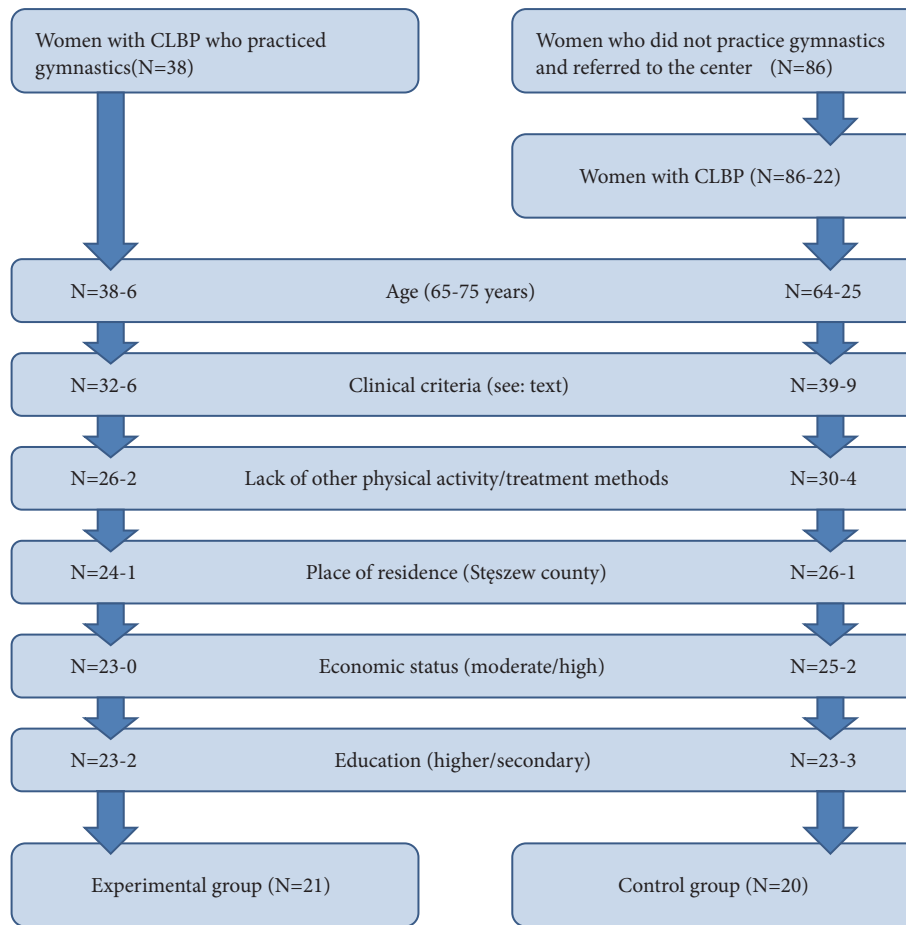 Women with CLBP who practiced
gymnastics(N=38)
Women who did not practice gymnastics
and referred to the center (N=86)
Women with CLBP (N=86-22)
N=38-6 Age (65-75 years) N=64-25
N=32-6 Clinical criteria (see: text) N=39-9
N=26-2 Lack of other physical activity/treatment methods N=30-4
N=24-1 Place of residence (Stęszew county) N=26-1
N=23-0 Economic status (moderate/high) N=25-2
N=23-2 Education (higher/secondary) N=23-3
Experimental group (N=21) Control group (N=20)